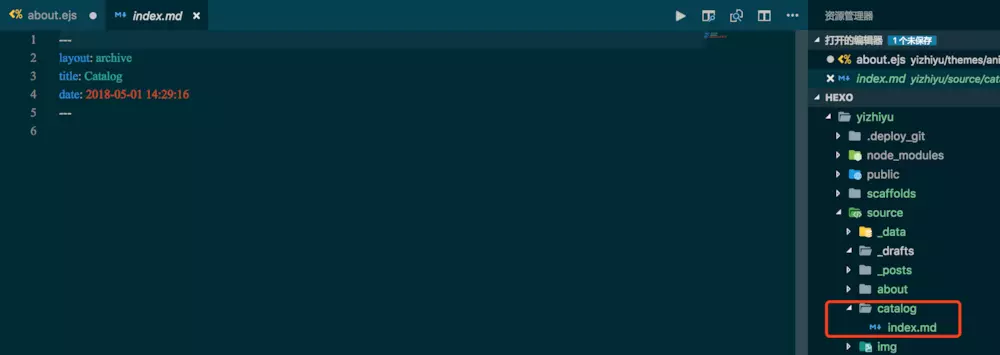 about.ejs
index.md
资源管理器
打开的编辑器 1 个未保存
about.ejs yizhiyu/themes/ani
index.md yizhiyu/source/cat
HEXO
yizhiyu
.deploy_git
node_modules
public
scaffolds
source
_data
_drafts
_posts
about
catalog
index.md
img
1 ---
2 layout: archive
3 title: Catalog
4 date: 2018-05-01 14:29:16
5 ---
6